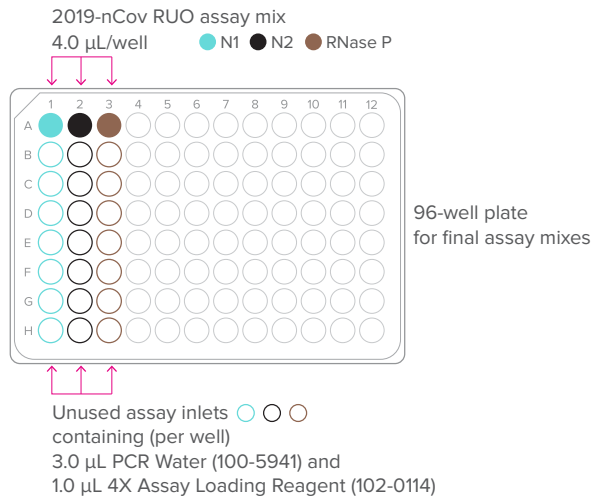 2019-nCov RUO assay mix
4.0 µL/well N1 N2 RNase P
1 2 3 4 5 6 7 8 9 10 11 12
A
B
C
D
E
F
G
H
96-well plate
for final assay mixes
Unused assay inlets
containing (per well)
3.0 µL PCR Water (100-5941) and
1.0 µL 4X Assay Loading Reagent (102-0114)